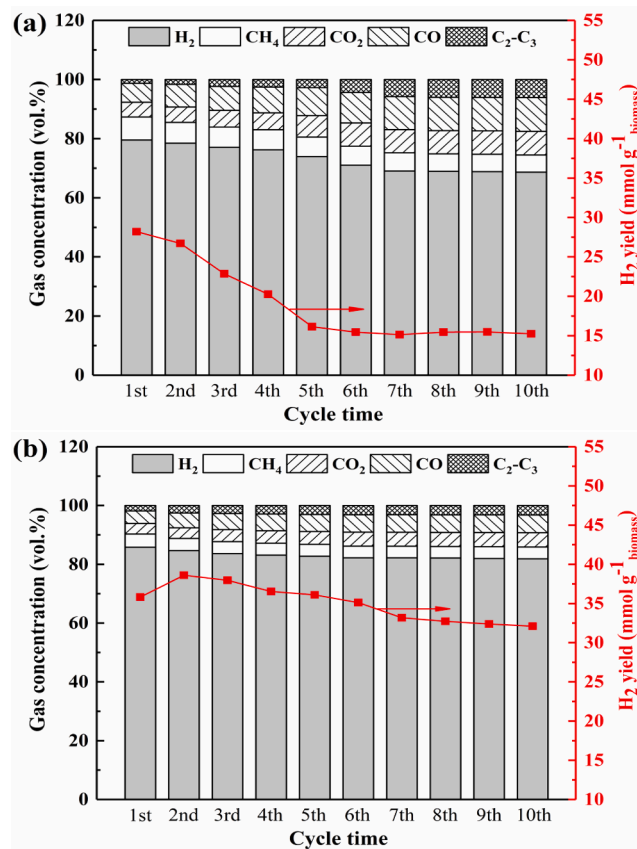 (a)
H₂ CH₄ CO₂ CO C₂-C₃
Gas concentration (vol.%)
120
100
80
60
40
20
0
55
50
45
40
35
30
25
20
15
10
H₂ yield (mmol g⁻¹biomass)
1st 2nd 3rd 4th 5th 6th 7th 8th 9th 10th
Cycle time
(b)
H₂ CH₄ CO₂ CO C₂-C₃
Gas concentration (vol.%)
120
100
80
60
40
20
0
55
50
45
40
35
30
25
20
15
10
H₂ yield (mmol g⁻¹biomass)
1st 2nd 3rd 4th 5th 6th 7th 8th 9th 10th
Cycle time